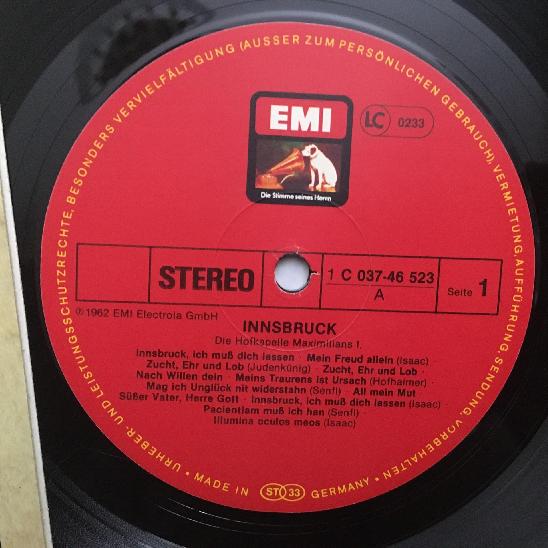 URHEBER- UND LEISTUNGSSCHUTZRECHTE, BESONDERS VERVIELFÄLTIGUNG (AUSSER ZUM PERSÖNLICHEN GEBRAUCH), VERMIETUNG, AUFFÜHRUNG, SENDUNG, VORBEHALTEN •
EMI
LC 0233
Die Stimme seines Herrn
STEREO
1 C 037-46 523
A
Seite 1
℗ 1962 EMI Electrola GmbH
INNSBRUCK
Die Hofkapelle Maximilians I.
Innsbruck, ich muß dich lassen · Mein Freud allein (Isaac)
Zucht, Ehr und Lob (Judenkünig) · Zucht, Ehr und Lob ·
Nach Willen dein · Meins Traurens ist Ursach (Hofhaimer) ·
Mag ich Unglück nit widerstahn (Senfl) · All mein Mut
Süßer Vater, Herre Gott · Innsbruck, ich muß dich lassen (Isaac)
Pacientiam muß ich han (Senfl) ·
Illumina oculos meos (Isaac)
• MADE IN ST 33 GERMANY •